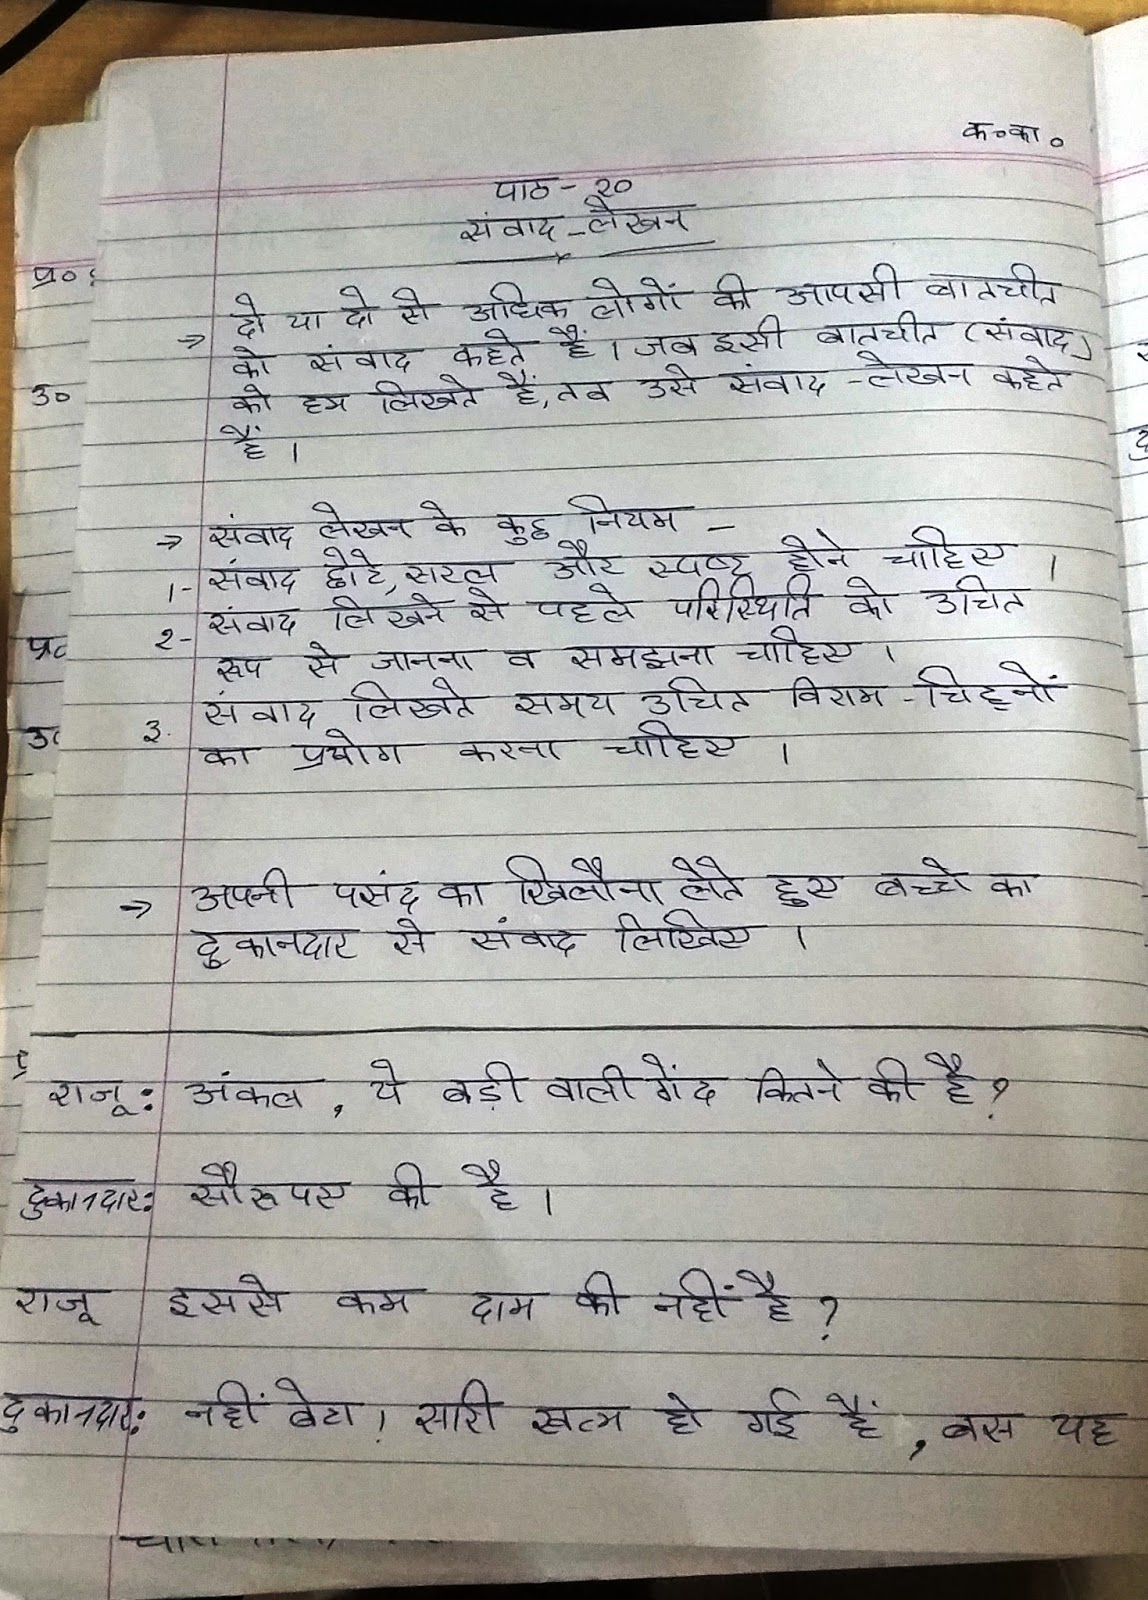 क०का०
पाठ - २०
संवाद - लेखन
→ दो या दो से अधिक लोगों की आपसी बातचीत
को संवाद कहते हैं। जब इसी बातचीत (संवाद)
को हम लिखते हैं, तब उसे संवाद - लेखन कहते
हैं।
→ संवाद लेखन के कुछ नियम -
1- संवाद छोटे, सरल और स्पष्ट होने चाहिए।
2- संवाद लिखने से पहले परिस्थिति को उचित
रूप से जानना व समझना चाहिए।
3. संवाद लिखते समय उचित विराम - चिह्नों
का प्रयोग करना चाहिए।
→ अपनी पसंद का खिलौना लेते हुए बच्चे का
दुकानदार से संवाद लिखिए।
राजू: अंकल, ये बड़ी वाली गेंद कितने की है?
दुकानदार: सौ रुपए की है।
राजू इससे कम दाम की नहीं है?
दुकानदार: नहीं बेटा! सारी खत्म हो गई हैं, बस यह
प्र०
उ०